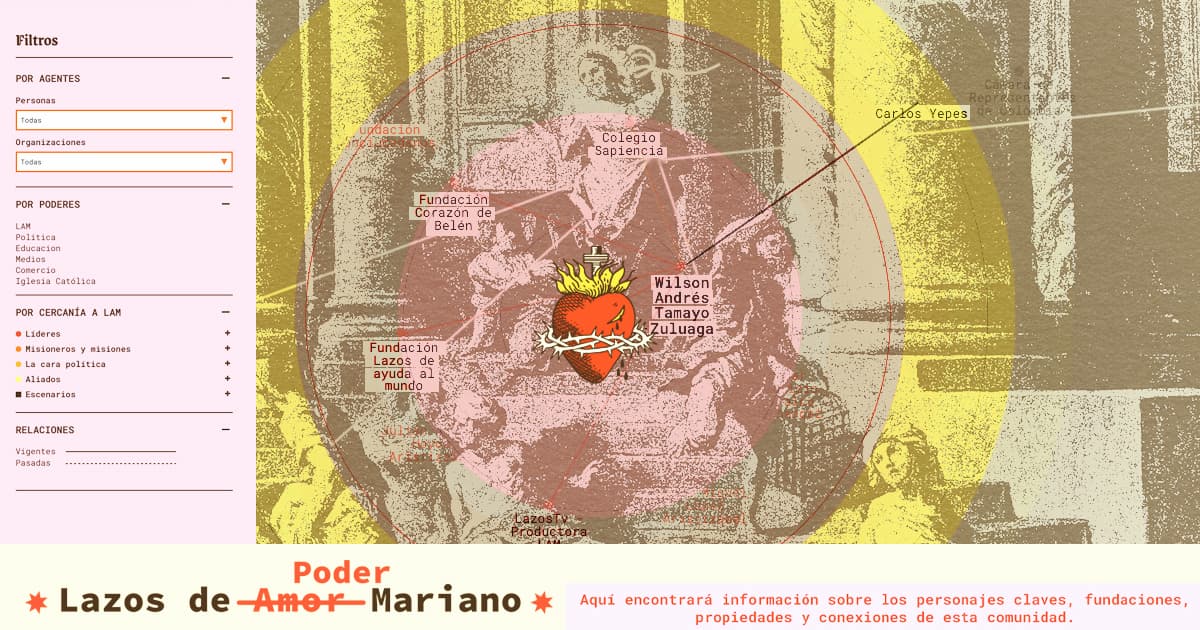 Filtros
POR AGENTES
Personas
Todas
Organizaciones
Todas
POR PODERES
LAM
Política
Educacion
Medios
Comercio
Iglesia Católica
POR CERCANÍA A LAM
Líderes
Misioneros y misiones
La cara política
Aliados
Escenarios
RELACIONES
Vigentes
Pasadas
Colegio
Sapiencia
Carlos Yepes
Fundación
Corazón de
Belén
Wilson
Andrés
Tamayo
Zuluaga
Fundación
Lazos de
ayuda al
mundo
LazosTv
Productora
LAM
Poder
Lazos de Amor Mariano
Aquí encontrará información sobre los personajes claves, fundaciones,
propiedades y conexiones de esta comunidad.